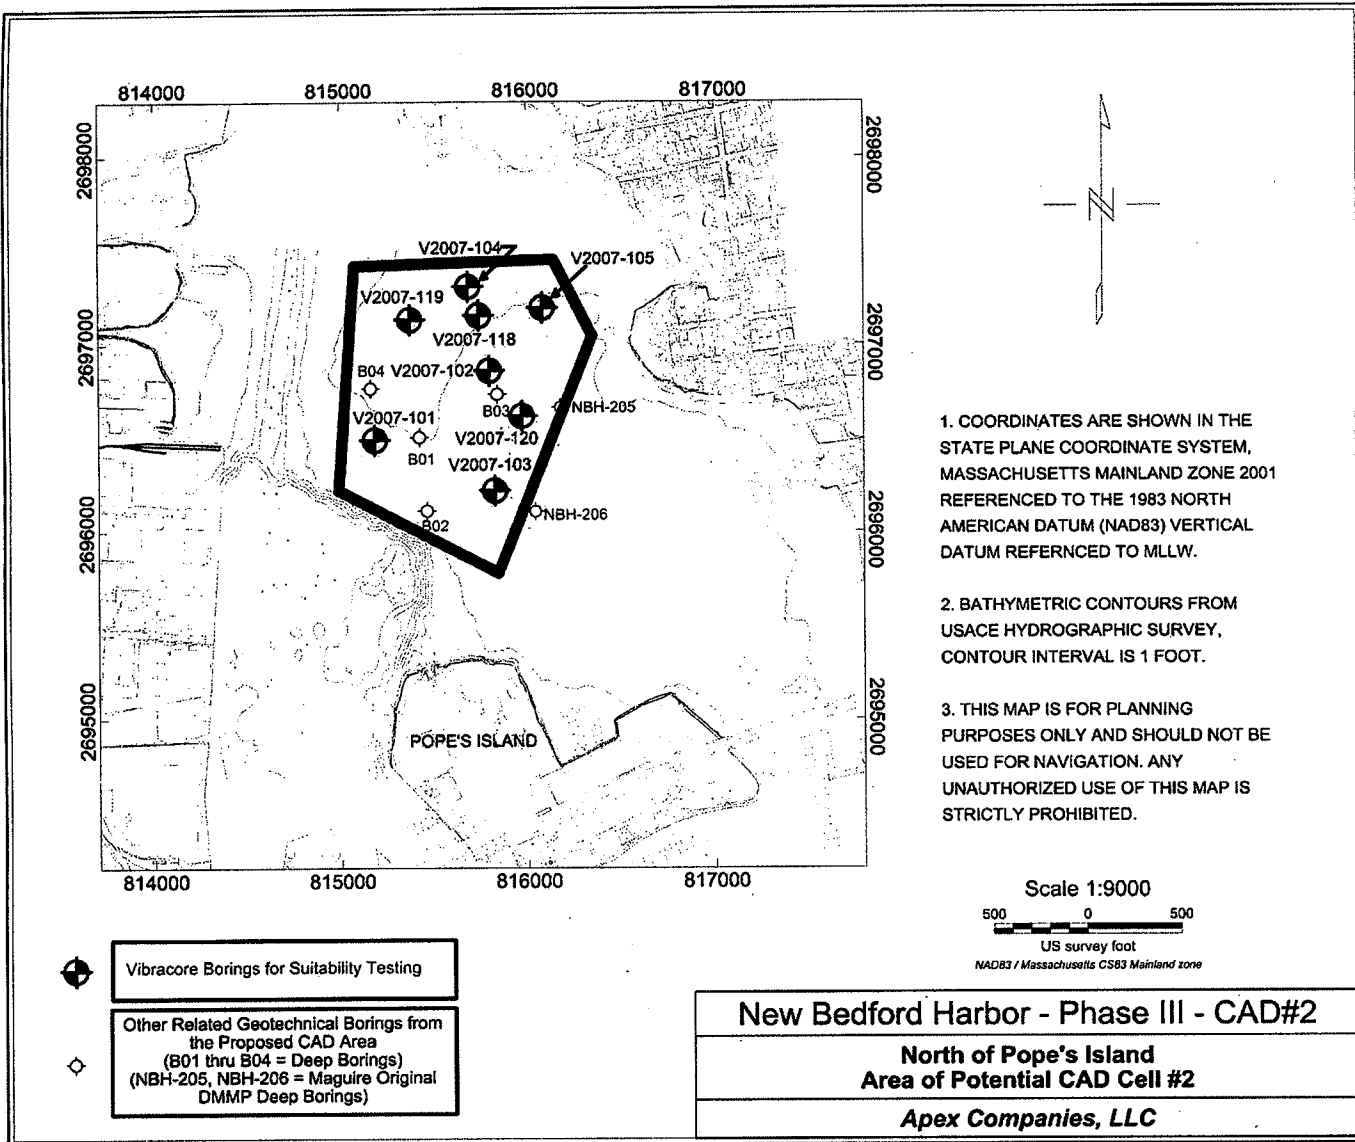 814000 815000 816000 817000
2698000
2698000
V2007-104
V2007-105
V2007-119
2697000
2697000
V2007-118
B04
V2007-102
B03
NBH-205
V2007-101
V2007-120
B01
V2007-103
B02
NBH-206
2696000
2696000
2695000
2695000
POPE'S ISLAND
814000 815000 816000 817000
N
1. COORDINATES ARE SHOWN IN THE
STATE PLANE COORDINATE SYSTEM,
MASSACHUSETTS MAINLAND ZONE 2001
REFERENCED TO THE 1983 NORTH
AMERICAN DATUM (NAD83) VERTICAL
DATUM REFERNCED TO MLLW.
2. BATHYMETRIC CONTOURS FROM
USACE HYDROGRAPHIC SURVEY,
CONTOUR INTERVAL IS 1 FOOT.
3. THIS MAP IS FOR PLANNING
PURPOSES ONLY AND SHOULD NOT BE
USED FOR NAVIGATION. ANY
UNAUTHORIZED USE OF THIS MAP IS
STRICTLY PROHIBITED.
Scale 1:9000
500 0 500
US survey foot
NAD83 / Massachusetts CS83 Mainland zone
Vibracore Borings for Suitability Testing
Other Related Geotechnical Borings from
the Proposed CAD Area
(B01 thru B04 = Deep Borings)
(NBH-205, NBH-206 = Maguire Original
DMMP Deep Borings)
New Bedford Harbor - Phase III - CAD#2
North of Pope's Island
Area of Potential CAD Cell #2
Apex Companies, LLC